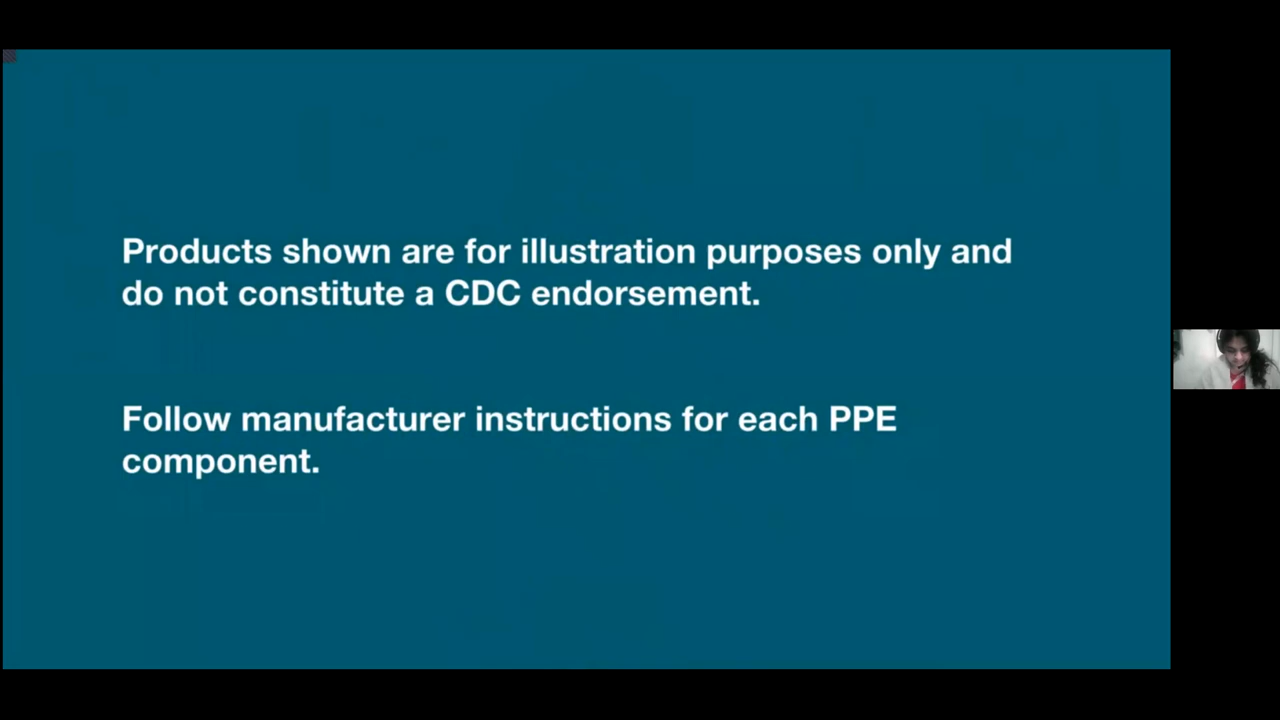 Products shown are for illustration purposes only and
do not constitute a CDC endorsement.
Follow manufacturer instructions for each PPE
component.